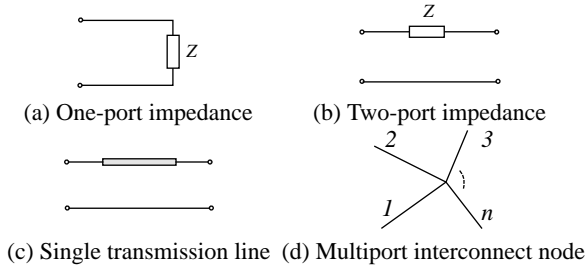 Z
Z
(a) One-port impedance
(b) Two-port impedance
2
3
1
n
(c) Single transmission line
(d) Multiport interconnect node